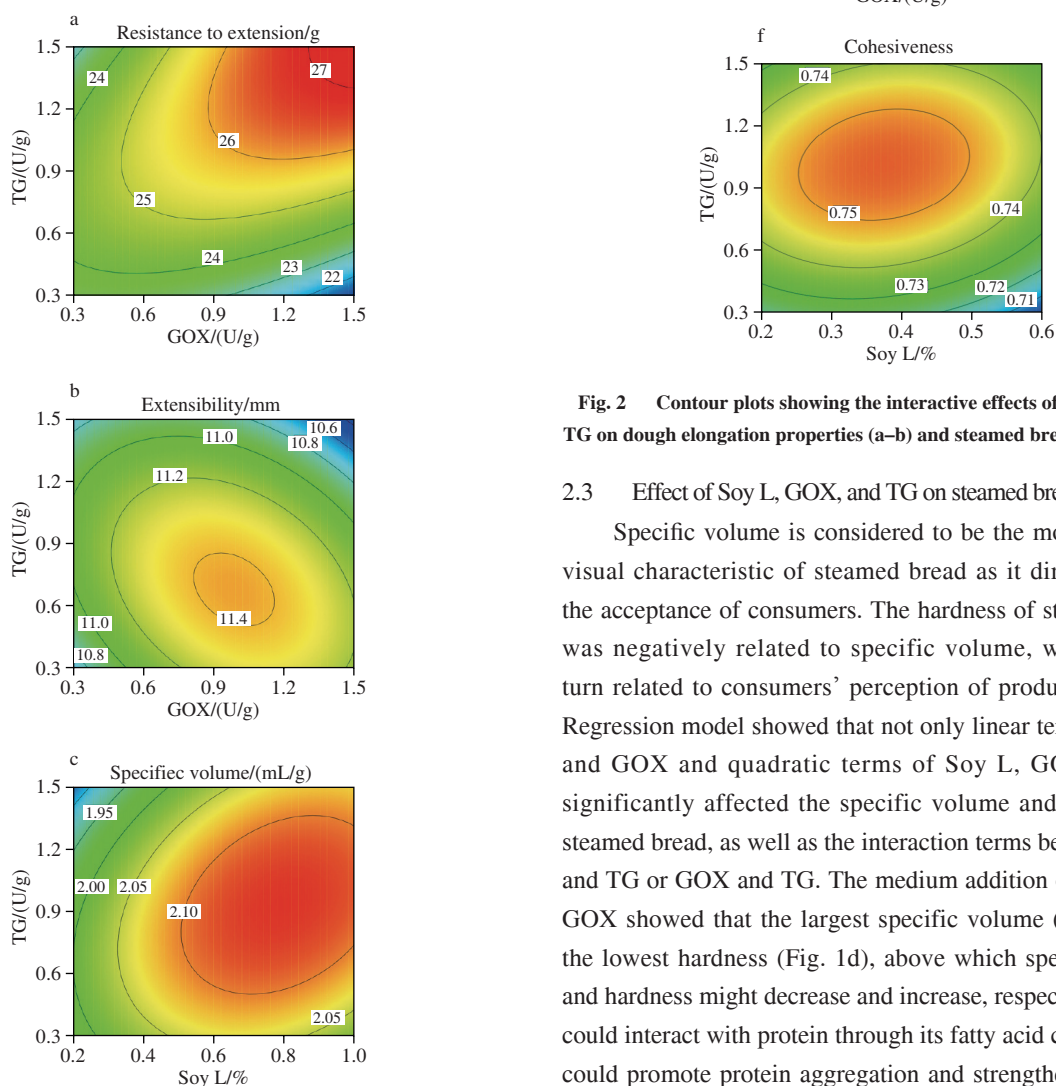 a
Resistance to extension/g
1.5
1.2
0.9
0.6
0.3
TG/(U/g)
24
27
26
25
24
23
22
0.3 0.6 0.9 1.2 1.5
GOX/(U/g)
b
Extensibility/mm
1.5
1.2
0.9
0.6
0.3
TG/(U/g)
11.0
10.6
10.8
11.2
11.4
11.0
10.8
0.3 0.6 0.9 1.2 1.5
GOX/(U/g)
c
Specifiec volume/(mL/g)
1.5
1.2
0.9
0.6
0.3
TG/(U/g)
1.95
2.00 2.05
2.10
2.05
0.2 0.4 0.6 0.8 1.0
Soy L/%
GOX/(U/g)
f
Cohesiveness
1.5
1.2
0.9
0.6
0.3
TG/(U/g)
0.74
0.75
0.74
0.73
0.72
0.71
0.2 0.3 0.4 0.5 0.6
Soy L/%
Fig. 2 Contour plots showing the interactive effects of
TG on dough elongation properties (a–b) and steamed bre
2.3 Effect of Soy L, GOX, and TG on steamed bre
Specific volume is considered to be the mo
visual characteristic of steamed bread as it dir
the acceptance of consumers. The hardness of st
was negatively related to specific volume, w
turn related to consumers’ perception of produ
Regression model showed that not only linear te
and GOX and quadratic terms of Soy L, GO
significantly affected the specific volume and
steamed bread, as well as the interaction terms be
and TG or GOX and TG. The medium addition o
GOX showed that the largest specific volume (
the lowest hardness (Fig. 1d), above which spe
and hardness might decrease and increase, respec
could interact with protein through its fatty acid c
could promote protein aggregation and strengthe